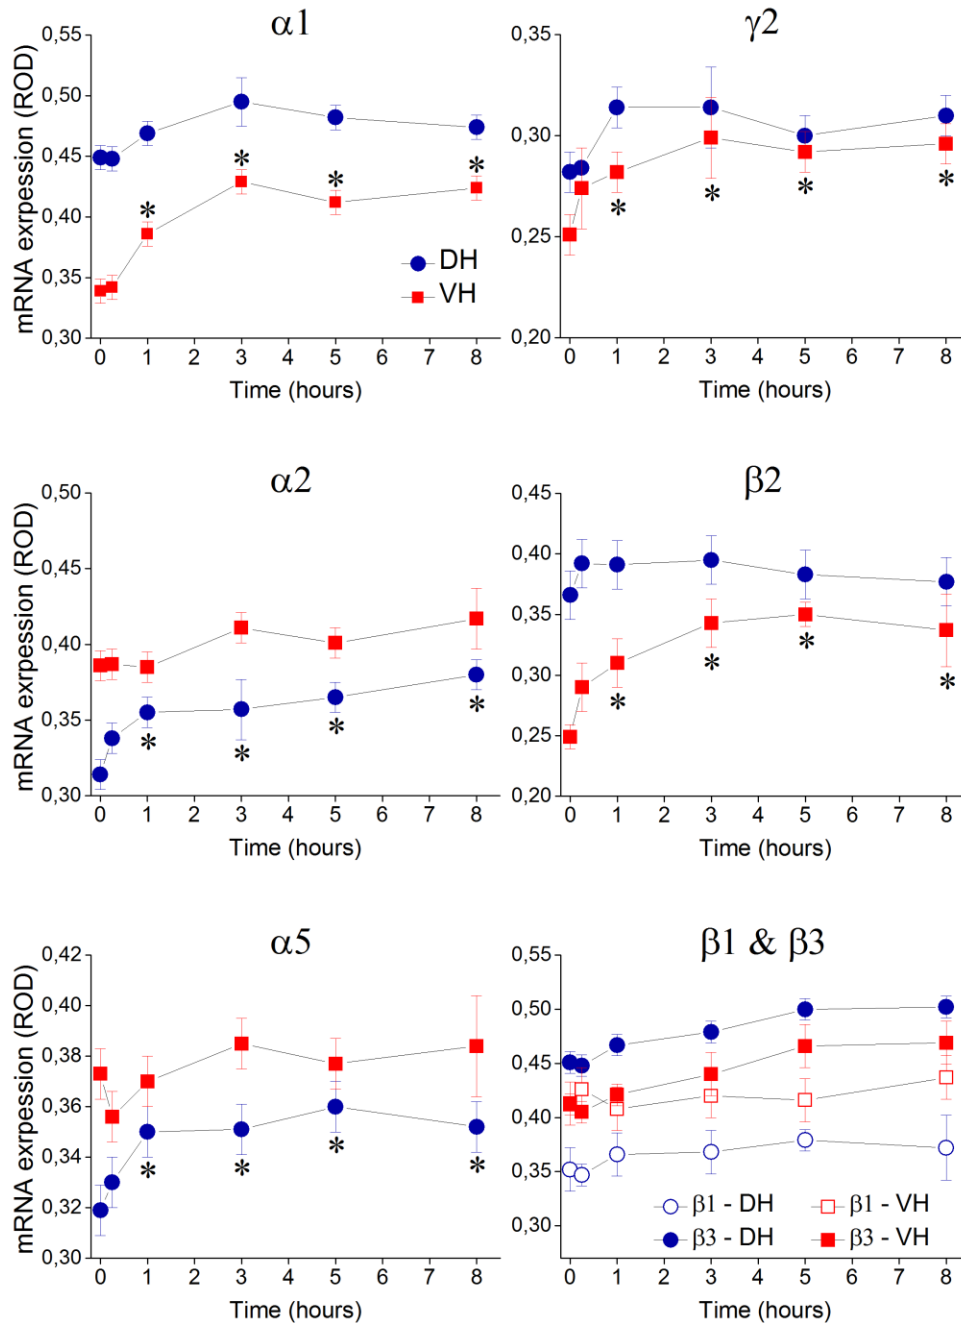 α1
mRNA exrpession (ROD)
0,55
0,50
0,45
0,40
0,35
0,30
* * * *
DH
VH
0 1 2 3 4 5 6 7 8
Time (hours)
γ2
0,35
0,30
0,25
0,20
* * * * *
0 1 2 3 4 5 6 7 8
Time (hours)
α2
mRNA expression (ROD)
0,50
0,45
0,40
0,35
0,30
* * * *
0 1 2 3 4 5 6 7 8
Time (hours)
β2
0,45
0,40
0,35
0,30
0,25
0,20
* * * *
0 1 2 3 4 5 6 7 8
Time (hours)
α5
mRNA expression (ROD)
0,42
0,40
0,38
0,36
0,34
0,32
0,30
* * * *
0 1 2 3 4 5 6 7 8
Time (hours)
β1 & β3
0,55
0,50
0,45
0,40
0,35
0,30
β1 - DH β1 - VH
β3 - DH β3 - VH
0 1 2 3 4 5 6 7 8
Time (hours)